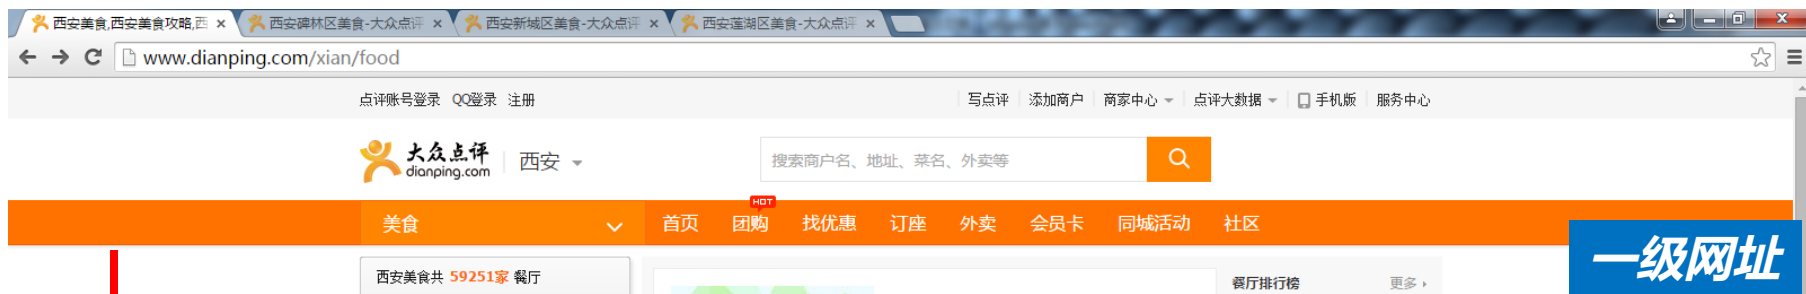 西安美食,西安美食攻略,西
西安碑林区美食-大众点评
西安新城区美食-大众点评
西安莲湖区美食-大众点评
www.dianping.com/xian/food
点评账号登录 QQ登录 注册
写点评 添加商户 商家中心 点评大数据 手机版 服务中心
大众点评
dianping.com
西安
搜索商户名、地址、菜名、外卖等
HOT
美食 首页 团购 找优惠 订座 外卖 会员卡 同城活动 社区
一级网址
西安美食共 59251家 餐厅
餐厅排行榜 更多